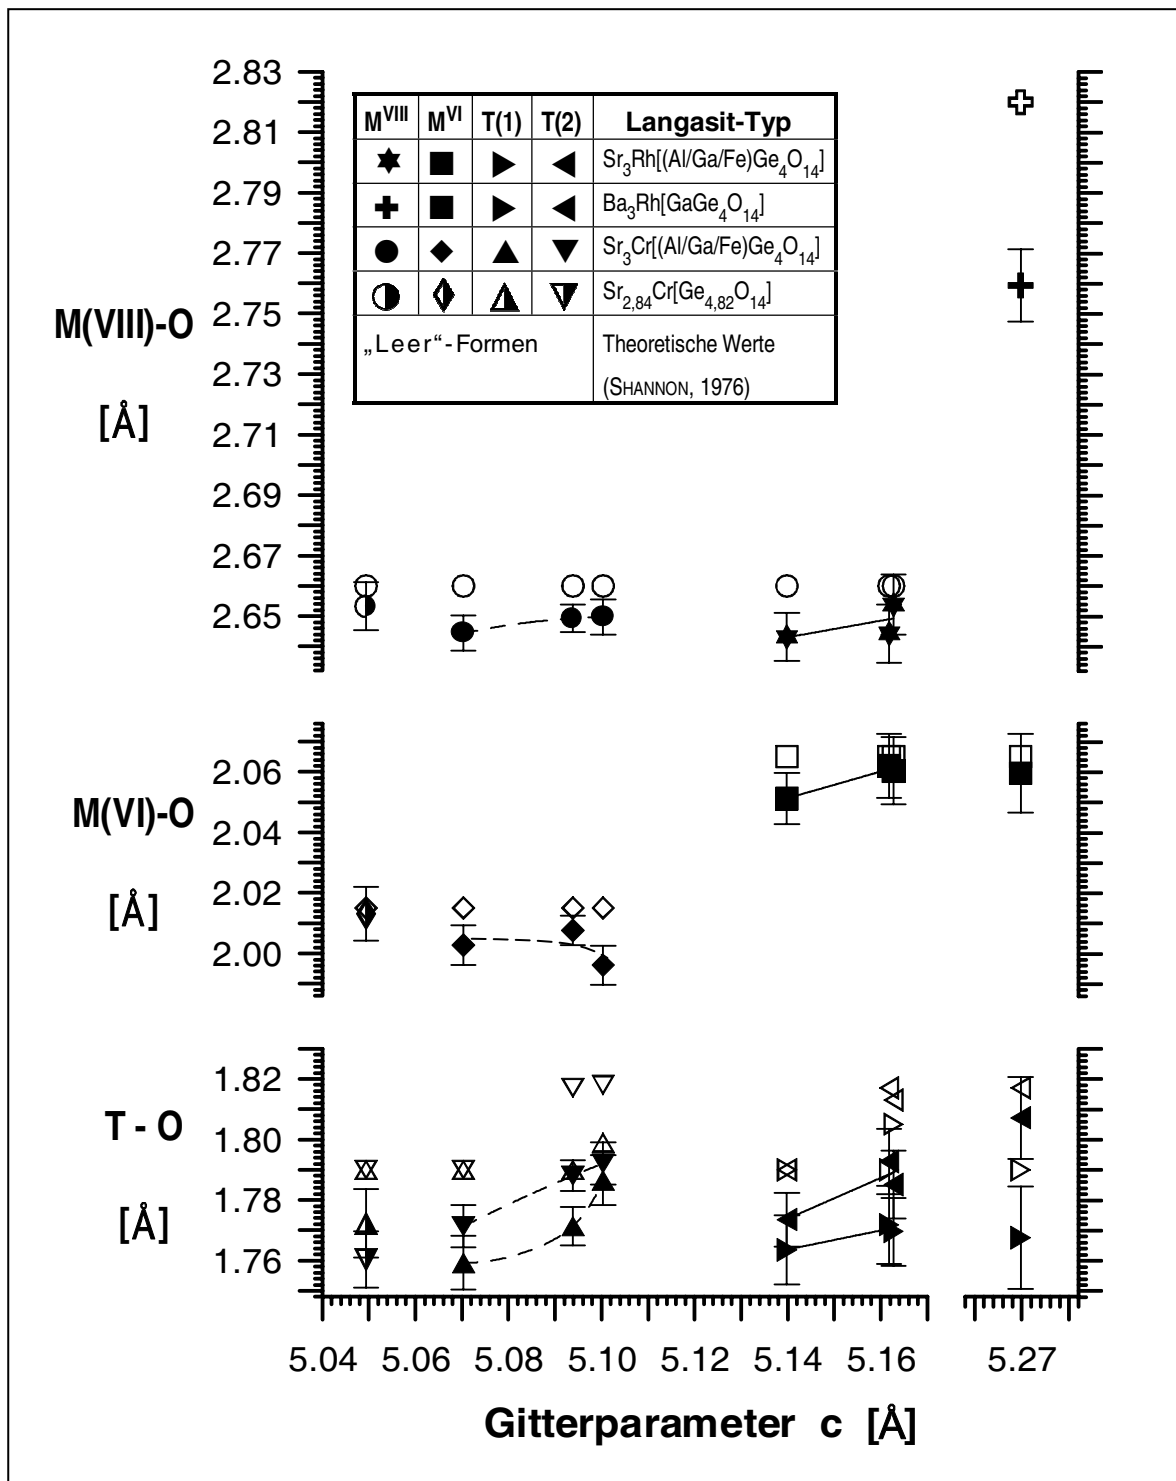 2.83
2.81
2.79
2.77
2.75
2.73
2.71
2.69
2.67
2.65
M(VIII)-O
[Å]
M^VIII M^VI T(1) T(2) Langasit-Typ
Sr₃Rh[(Al/Ga/Fe)Ge₄O₁₄]
Ba₃Rh[GaGe₄O₁₄]
Sr₃Cr[(Al/Ga/Fe)Ge₄O₁₄]
Sr₂,₈₄Cr[Ge₄,₈₂O₁₄]
„Leer“-Formen Theoretische Werte
(SHANNON, 1976)
2.06
2.04
2.02
2.00
M(VI)-O
[Å]
1.82
1.80
1.78
1.76
T - O
[Å]
5.04 5.06 5.08 5.10 5.12 5.14 5.16 5.27
Gitterparameter c [Å]